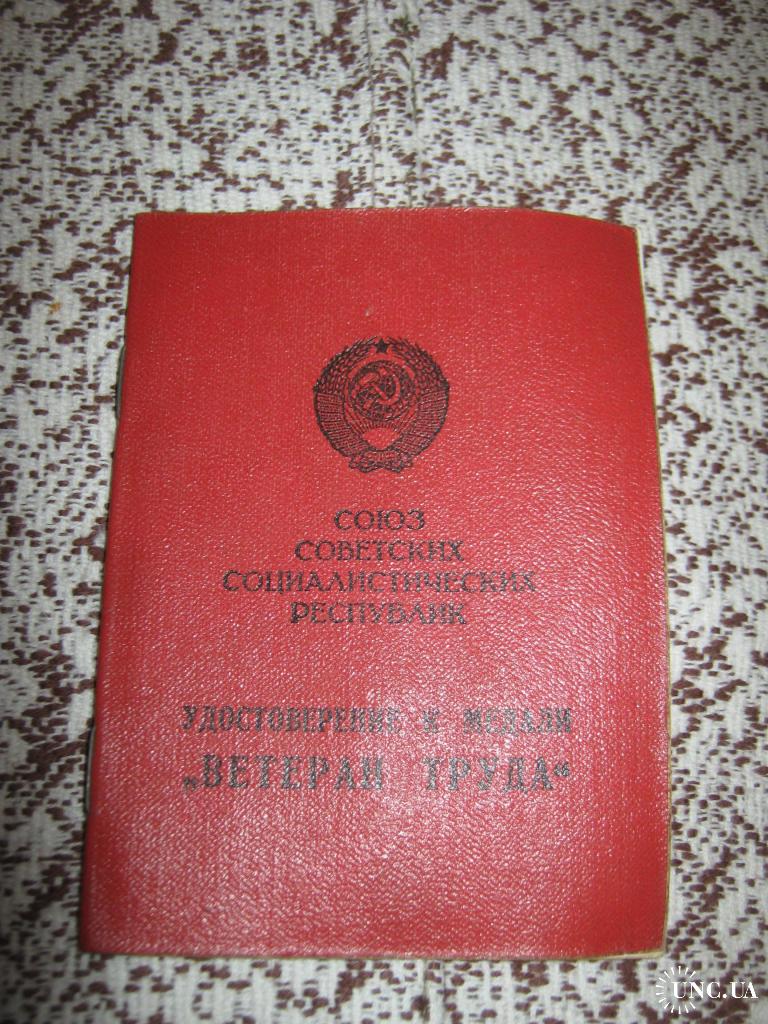 СОЮЗ
СОВЕТСКИХ
СОЦИАЛИСТИЧЕСКИХ
РЕСПУБЛИК
УДОСТОВЕРЕНИЕ К МЕДАЛИ
„ВЕТЕРАН ТРУДА“
UNC.UA